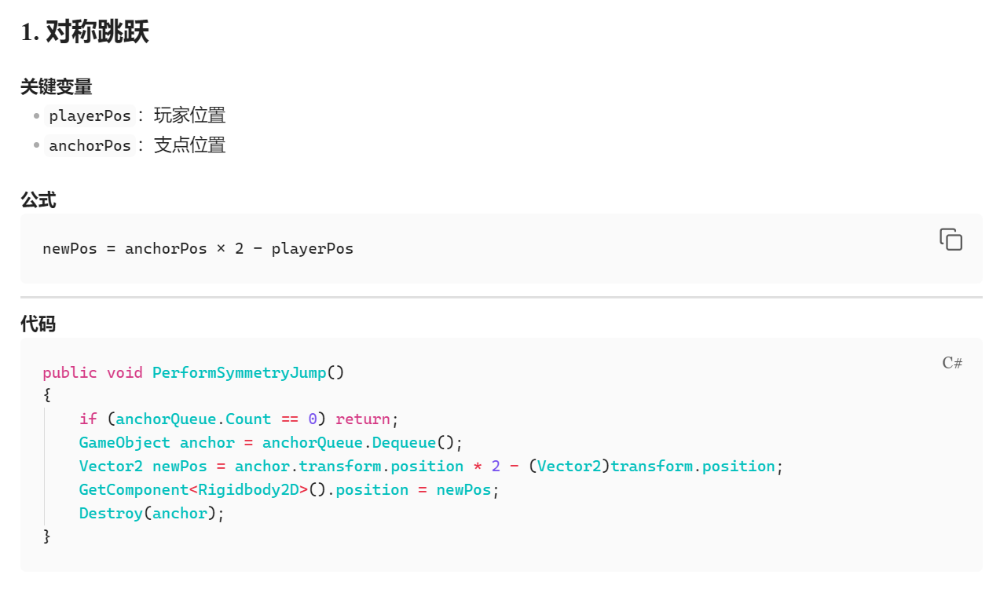 1. 对称跳跃
关键变量
playerPos：玩家位置
anchorPos：支点位置
公式
newPos = anchorPos × 2 - playerPos
代码
C#
public void PerformSymmetryJump()
{
    if (anchorQueue.Count == 0) return;
    GameObject anchor = anchorQueue.Dequeue();
    Vector2 newPos = anchor.transform.position * 2 - (Vector2)transform.position;
    GetComponent<Rigidbody2D>().position = newPos;
    Destroy(anchor);
}